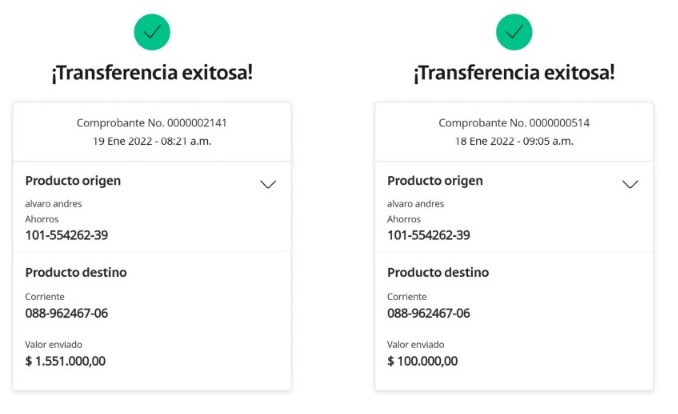 ¡Transferencia exitosa!
Comprobante No. 0000002141
19 Ene 2022 - 08:21 a.m.
Producto origen
alvaro andres
Ahorros
101-554262-39
Producto destino
Corriente
088-962467-06
Valor enviado
$ 1.551.000,00
¡Transferencia exitosa!
Comprobante No. 0000000514
18 Ene 2022 - 09:05 a.m.
Producto origen
alvaro andres
Ahorros
101-554262-39
Producto destino
Corriente
088-962467-06
Valor enviado
$ 100.000,00